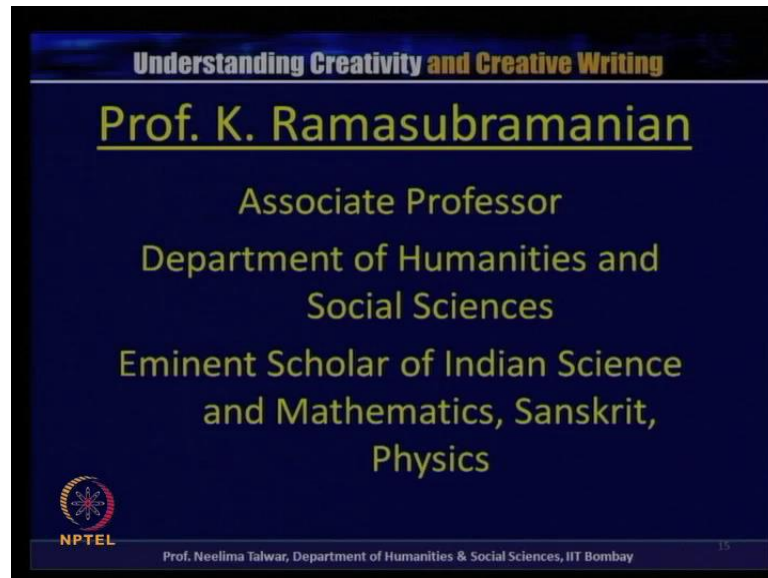 Understanding Creativity and Creative Writing
Prof. K. Ramasubramanian
Associate Professor
Department of Humanities and
Social Sciences
Eminent Scholar of Indian Science
and Mathematics, Sanskrit,
Physics
NPTEL
Prof. Neelima Talwar, Department of Humanities & Social Sciences, IIT Bombay
15